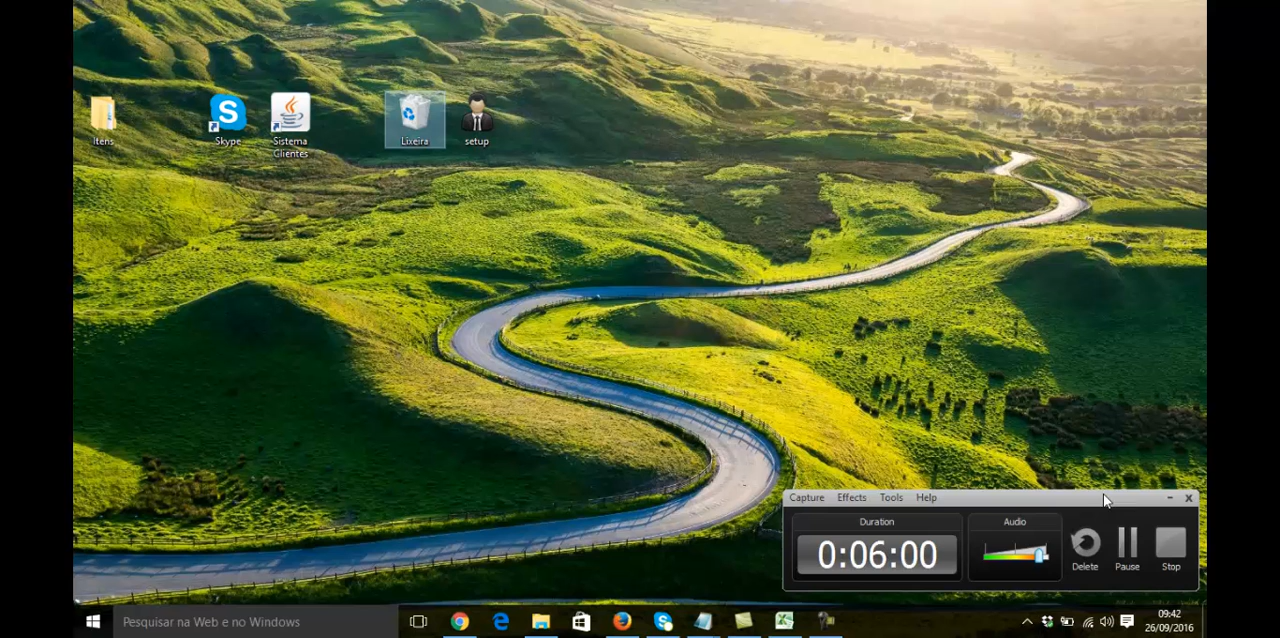 Itens
Skype
Sistema
Clientes
Lixeira
setup
Capture Effects Tools Help
Duration
0:06:00
Audio
Delete
Pause
Stop
Pesquisar na Web e no Windows
09:42
26/09/2016